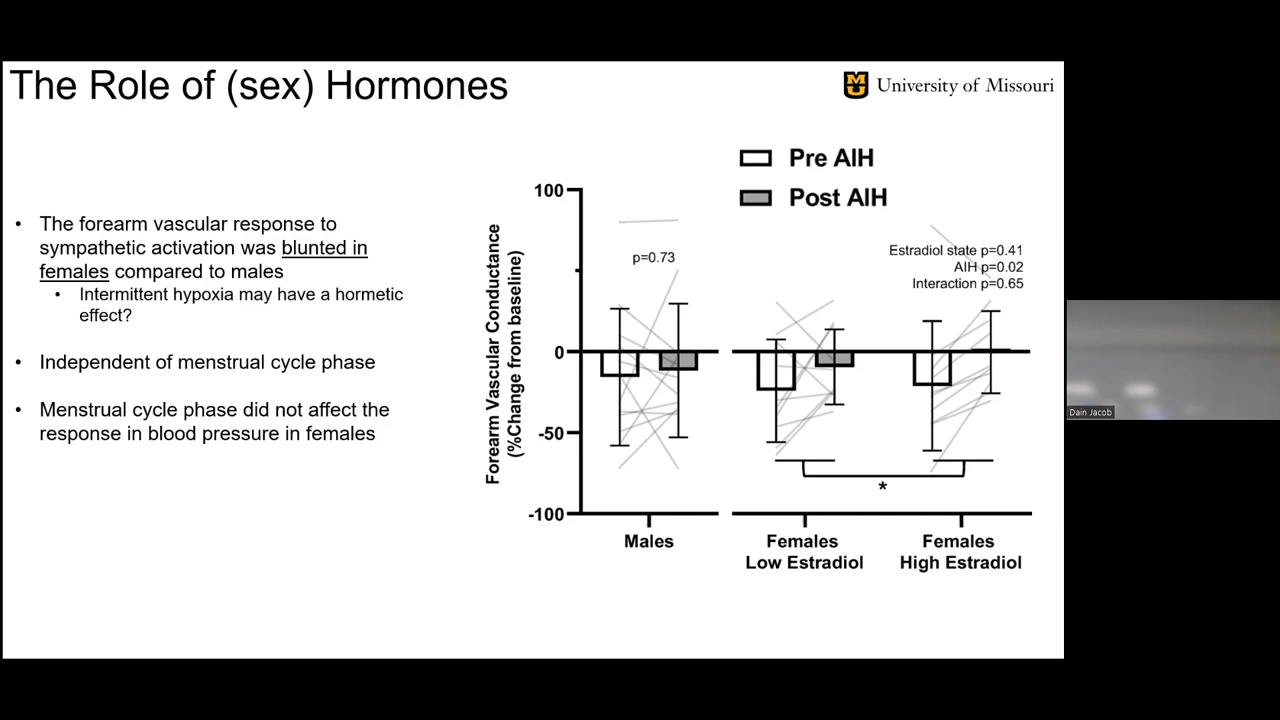 The Role of (sex) Hormones
University of Missouri
• The forearm vascular response to
sympathetic activation was blunted in
females compared to males
• Intermittent hypoxia may have a hormetic
effect?
• Independent of menstrual cycle phase
• Menstrual cycle phase did not affect the
response in blood pressure in females
Pre AIH
Post AIH
Forearm Vascular Conductance
(%Change from baseline)
100
0
-50
-100
p=0.73
Estradiol state p=0.41
AIH p=0.02
Interaction p=0.65
*
Males
Females
Low Estradiol
Females
High Estradiol
Dain Jacob